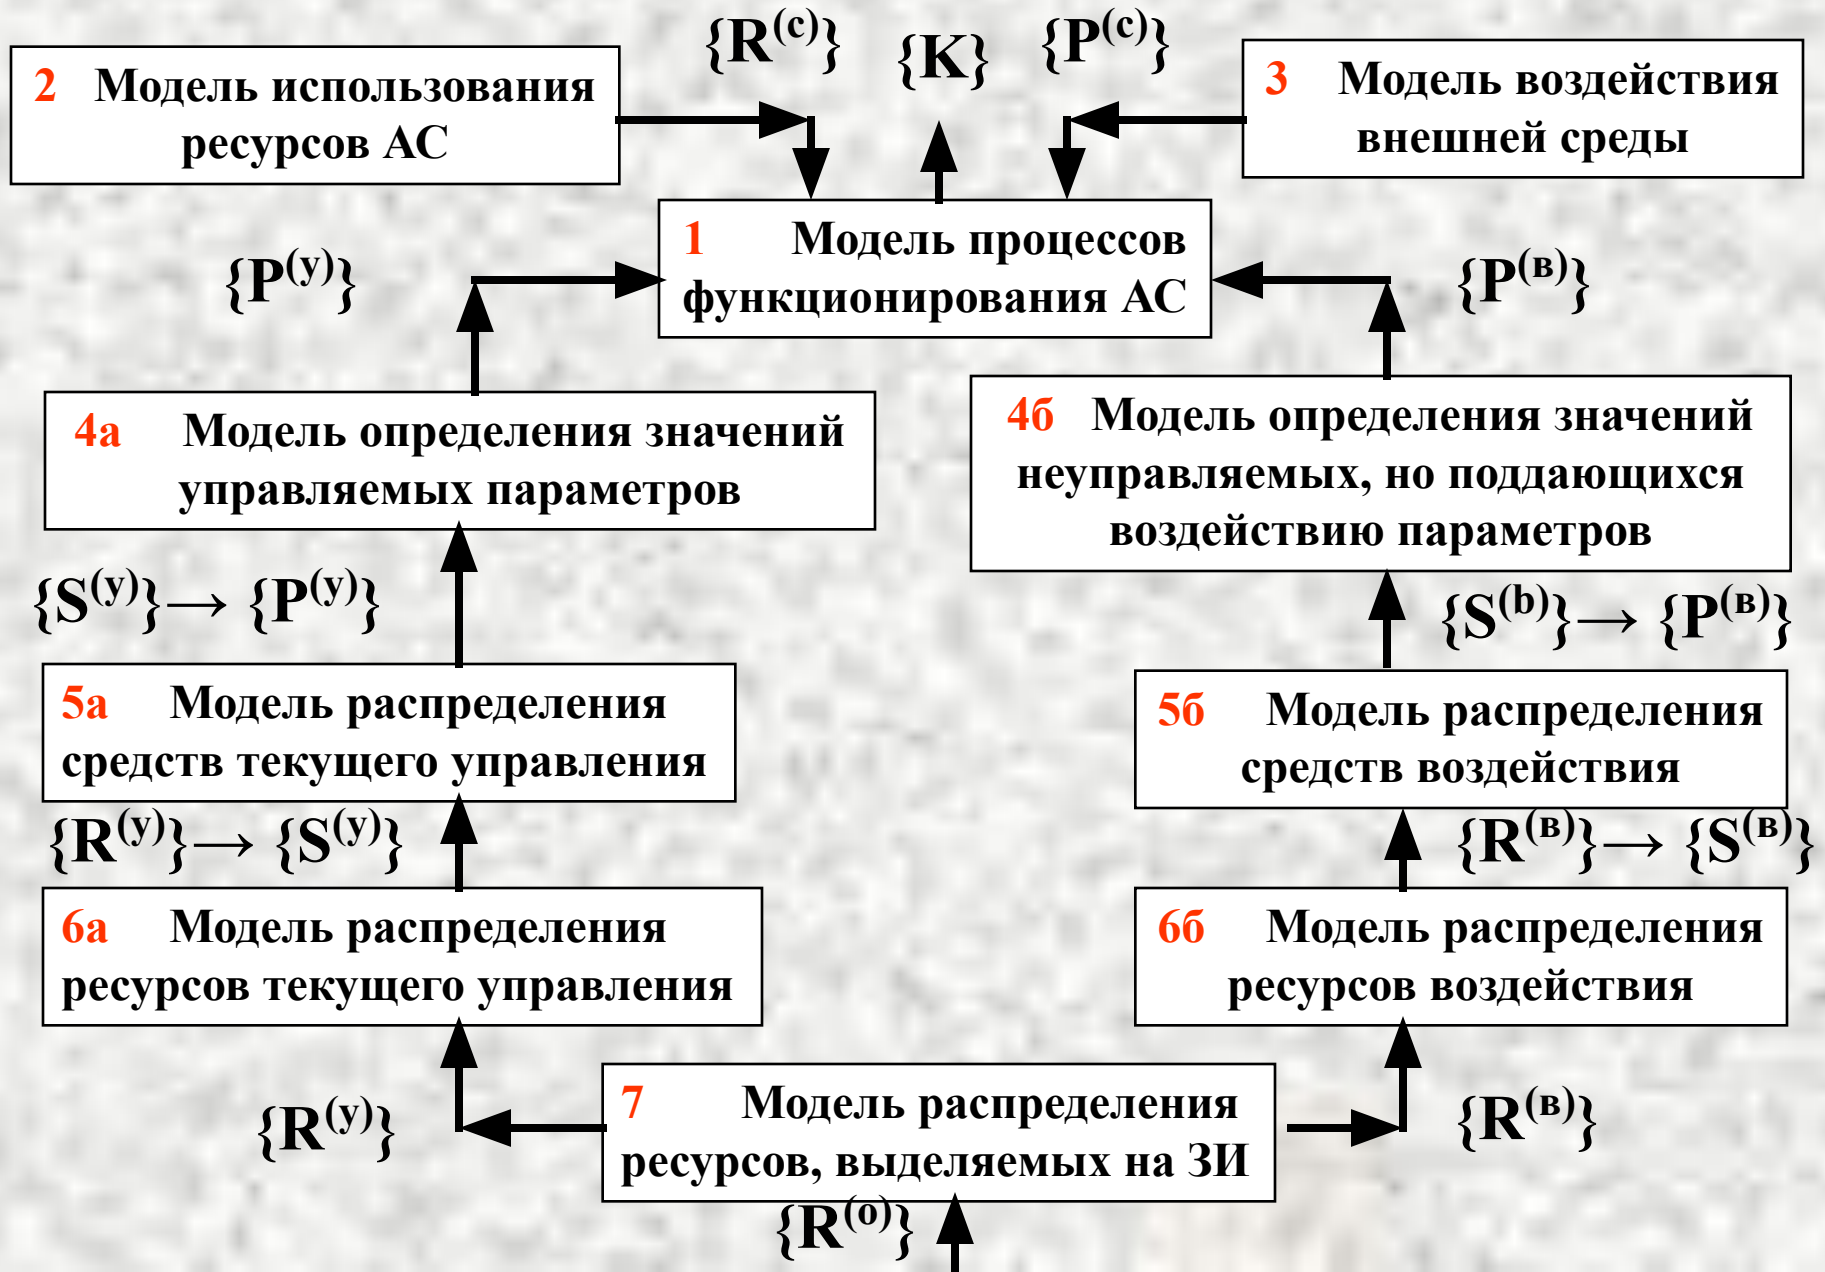 {R(c)} {K} {P(c)}
2 Модель использования
ресурсов АС
3 Модель воздействия
внешней среды
1 Модель процессов
функционирования АС
{P(y)}
{P(в)}
4а Модель определения значений
управляемых параметров
4б Модель определения значений
неуправляемых, но поддающихся
воздействию параметров
{S(y)}→ {P(y)}
{S(b)}→ {P(в)}
5а Модель распределения
средств текущего управления
5б Модель распределения
средств воздействия
{R(y)}→ {S(y)}
{R(в)}→ {S(в)}
6а Модель распределения
ресурсов текущего управления
6б Модель распределения
ресурсов воздействия
{R(y)}
7 Модель распределения
ресурсов, выделяемых на ЗИ
{R(в)}
{R(o)}